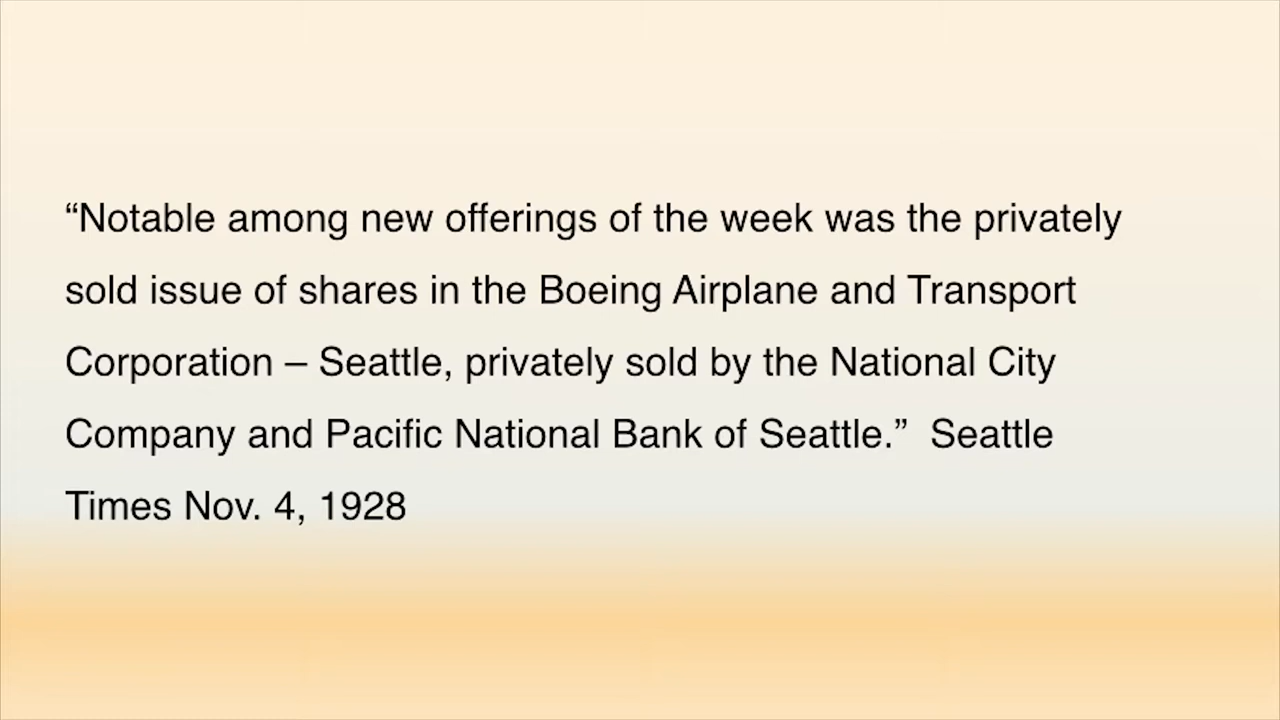 “Notable among new offerings of the week was the privately
sold issue of shares in the Boeing Airplane and Transport
Corporation – Seattle, privately sold by the National City
Company and Pacific National Bank of Seattle.”  Seattle
Times Nov. 4, 1928